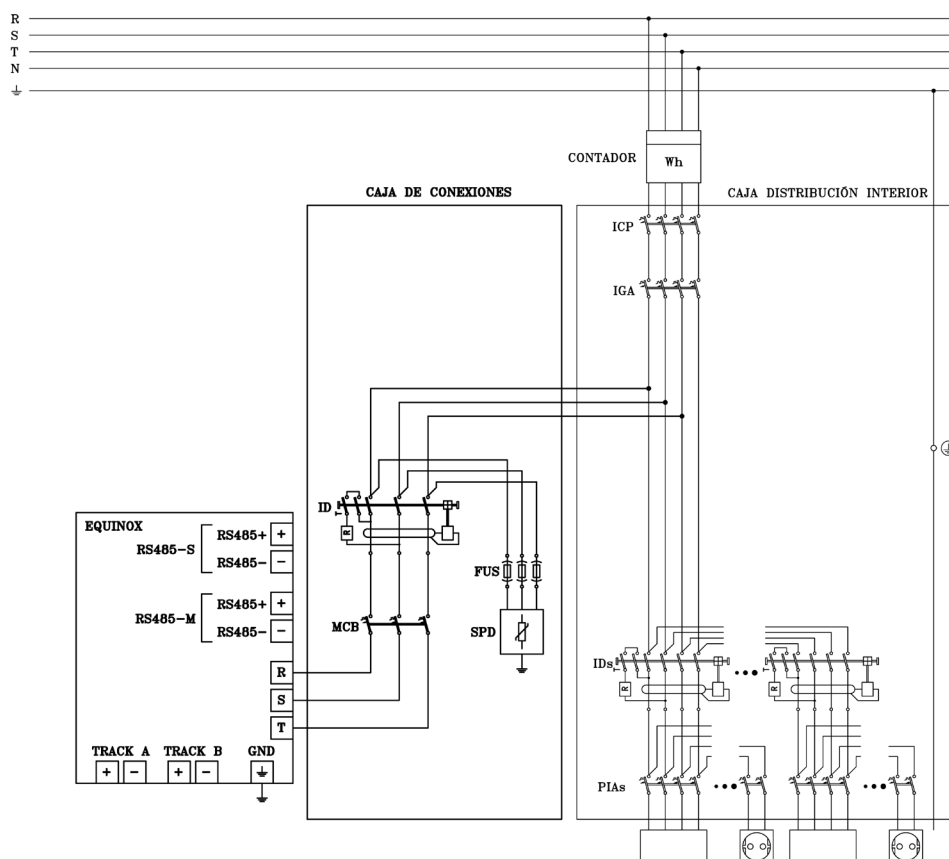 R
S
T
N
CONTADOR
Wh
CAJA DE CONEXIONES
CAJA DISTRIBUCIÓN INTERIOR
ICP
IGA
ID
R
EQUINOX
RS485-S
RS485+
+
RS485-
-
FUS
RS485-M
RS485+
+
RS485-
-
MCB
SPD
IDs
R
R
R
S
T
TRACK A
TRACK B
GND
+
-
+
-
PIAs